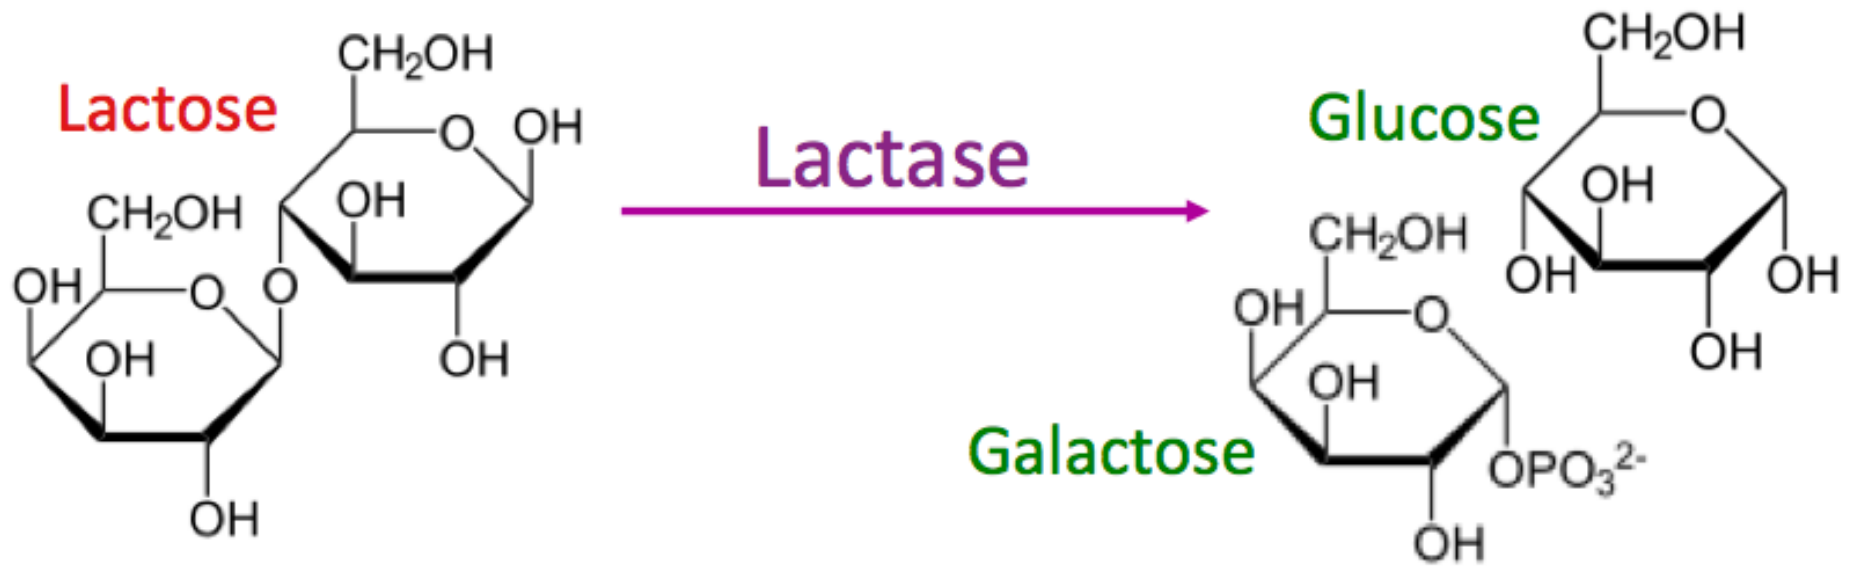 Lactose
CH₂OH
O
OH
OH
OH
O
CH₂OH
OH
O
OH
OH
Lactase
Glucose
CH₂OH
O
OH
OH
OH
OH
Galactose
CH₂OH
OH
O
OH
OPO₃²⁻
OH